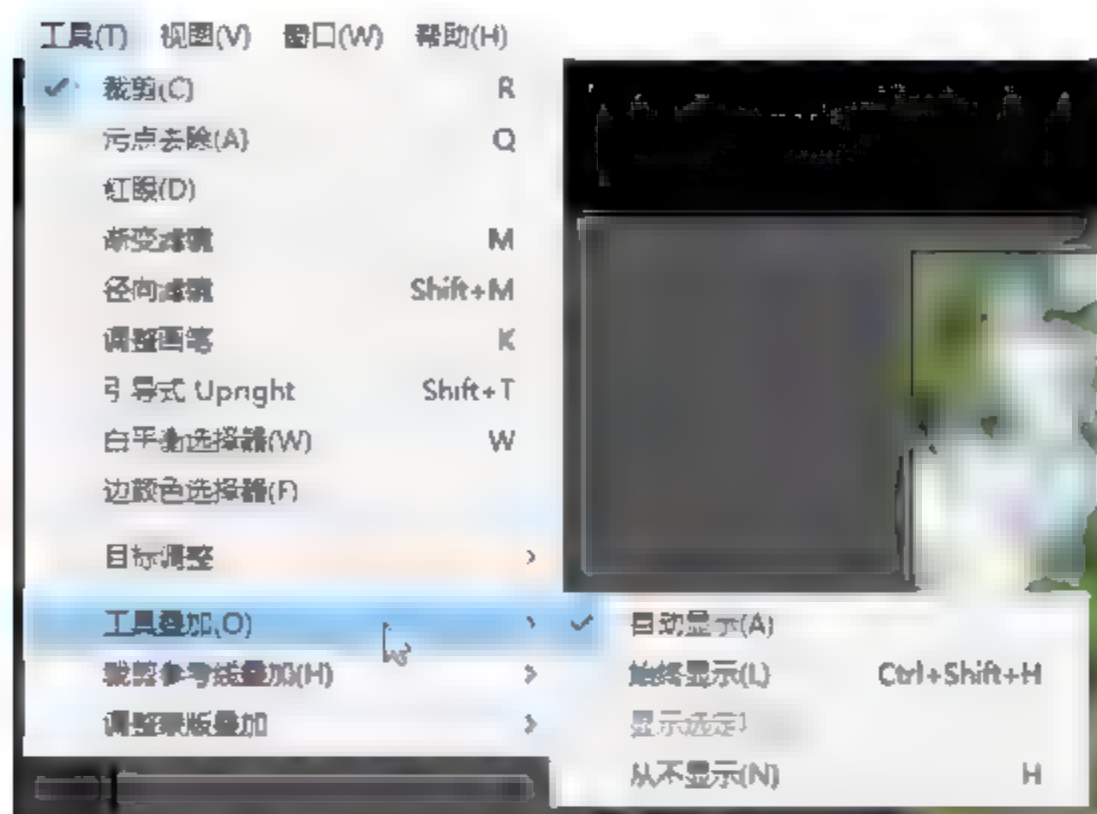 工具(T) 视图(V) 窗口(W) 帮助(H)
裁剪(C) R
污点去除(A) Q
红眼(D)
渐变滤镜 M
径向滤镜 Shift+M
调整画笔 K
引导式 Upright Shift+T
白平衡选择器(W) W
边颜色选择器(F)
目标调整
工具叠加(O)
自动显示(A)
裁剪参考线叠加(H)
始终显示(L) Ctrl+Shift+H
调整蒙版叠加
显示选定
从不显示(N) H